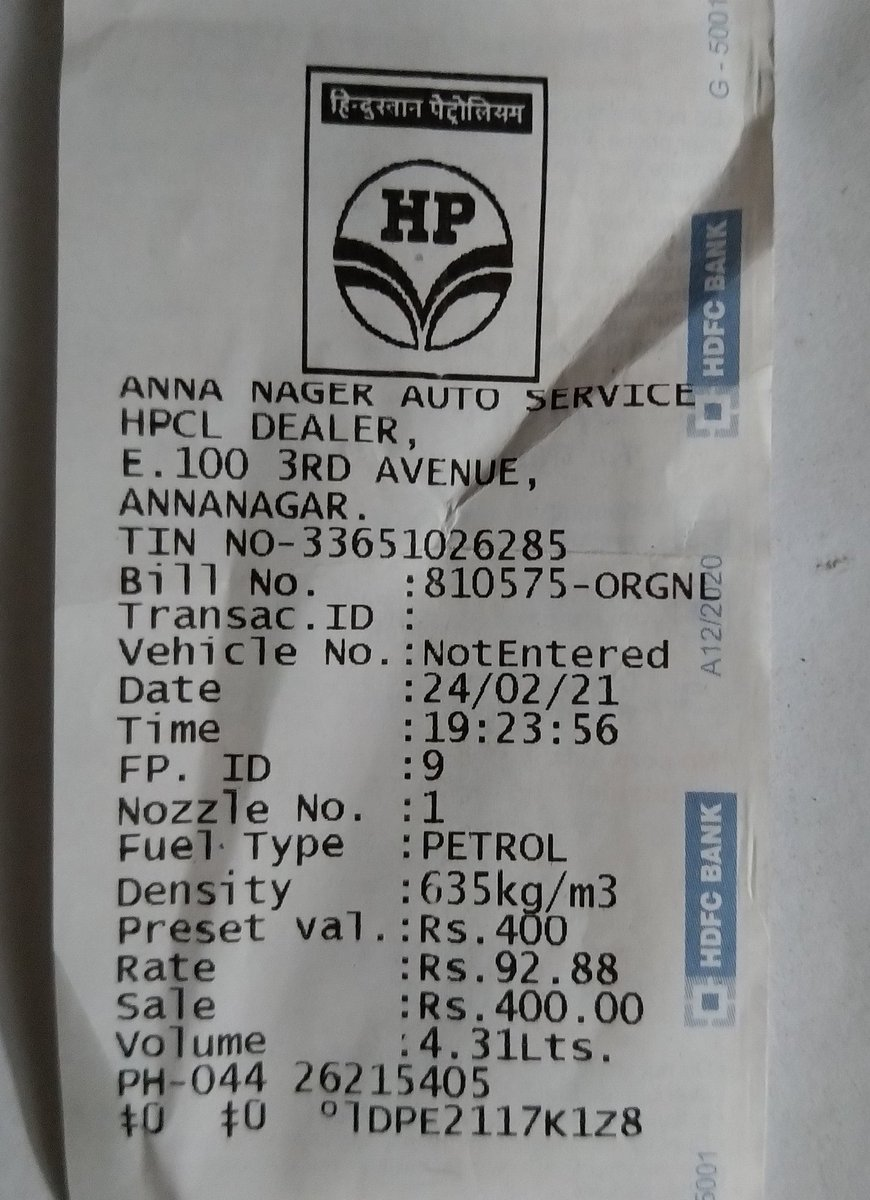 हिन्दुस्तान पेट्रोलियम
HP
ANNA NAGER AUTO SERVICE
HPCL DEALER,
E.100 3RD AVENUE,
ANNANAGAR.
TIN NO-33651026285
Bill No. :810575-ORGNL
Transac.ID :
Vehicle No.:NotEntered
Date :24/02/21
Time :19:23:56
FP. ID :9
Nozzle No. :1
Fuel Type :PETROL
Density :635kg/m3
Preset val.:Rs.400
Rate :Rs.92.88
Sale :Rs.400.00
Volume :4.31Lts.
PH-044 26215405
‡0 ‡0 º1DPE2117K1Z8
G - 5001
HDFC BANK
A12/2020
HDFC BANK
5001